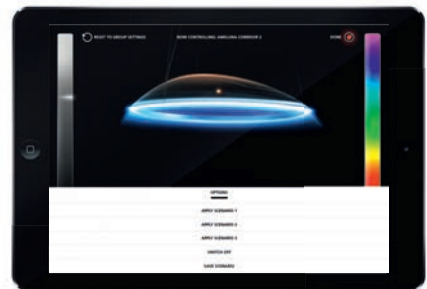 RESET TO GROUP SETTINGS
NOW CONTROLLING: AMELUNA CORRIDOR 2
DONE
OPTIONS
APPLY SCENARIO 1
APPLY SCENARIO 2
APPLY SCENARIO 3
SWITCH OFF
SAVE SCENARIO